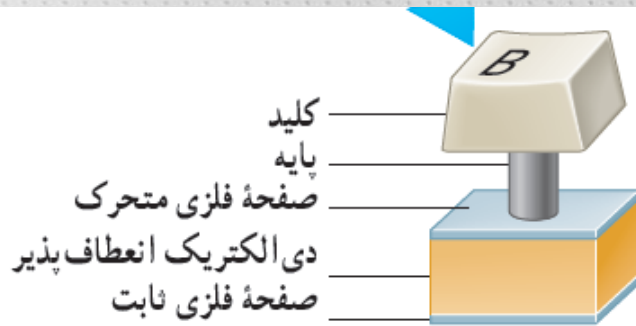 B
کلید
پایه
صفحهٔ فلزی متحرک
دی‌الکتریک انعطاف‌پذیر
صفحهٔ فلزی ثابت